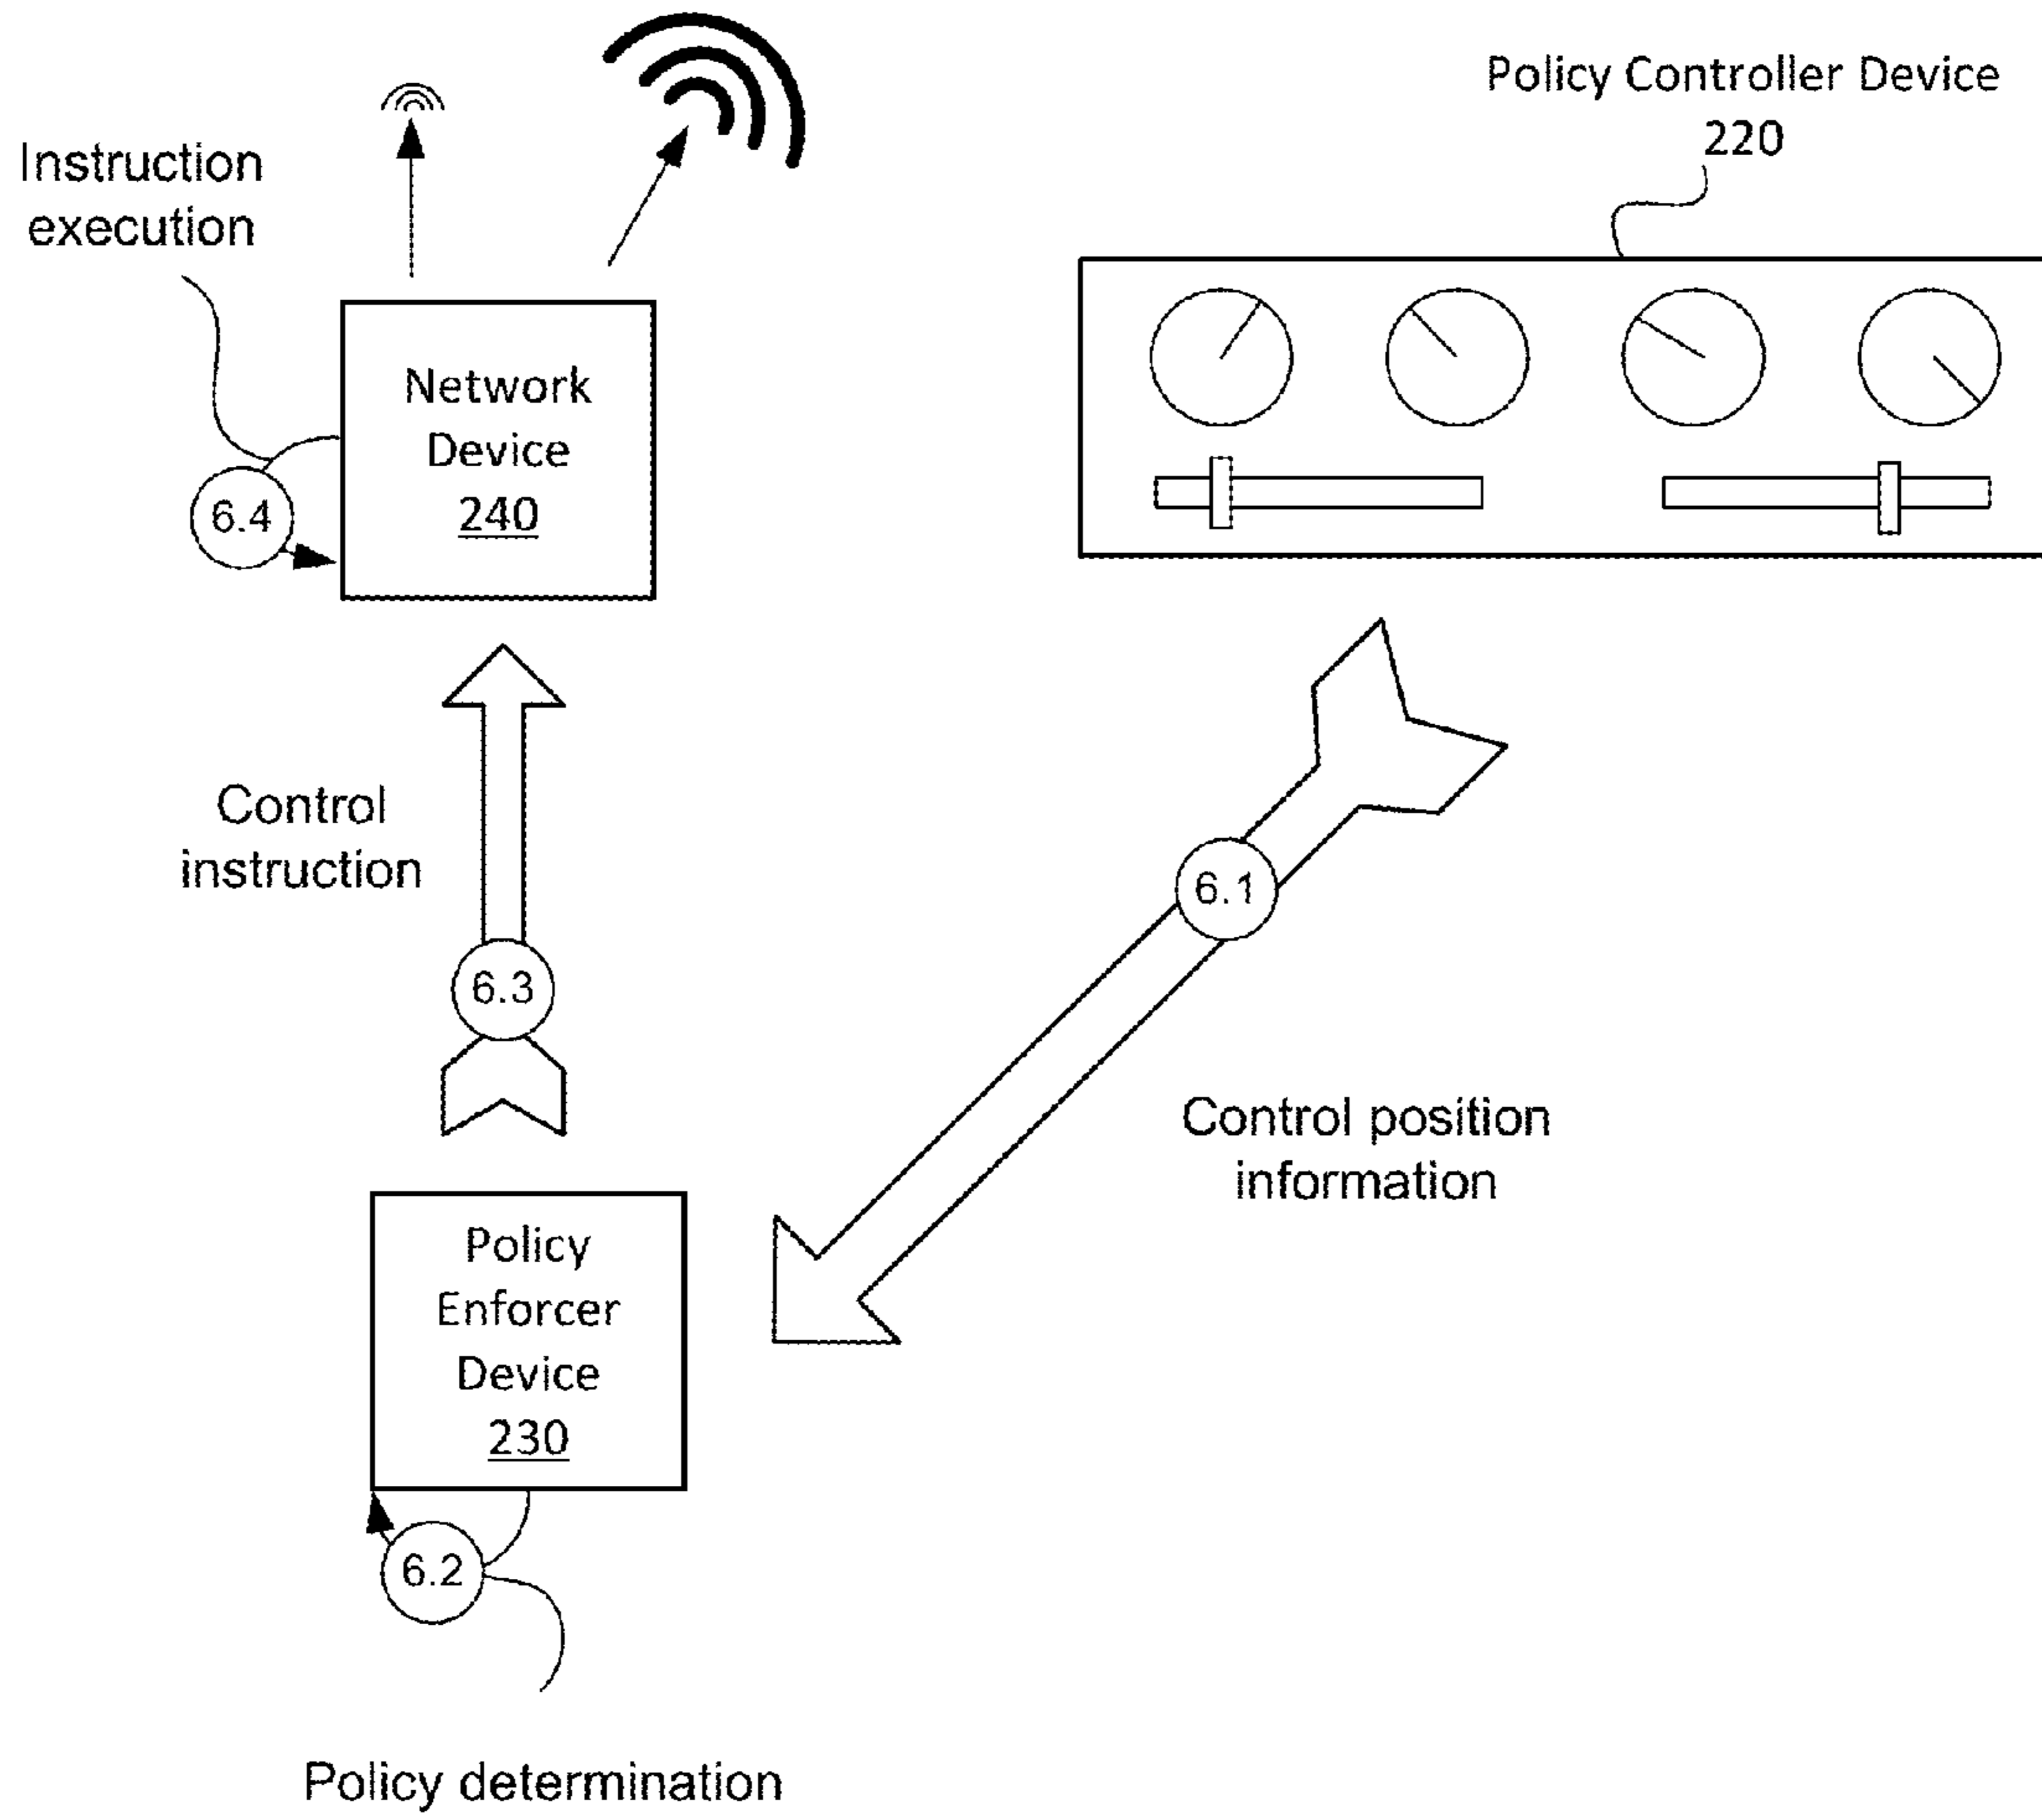 Policy Controller Device
220
Instruction
execution
Network
Device
240
6.4
Control
instruction
6.3
6.1
Control position
information
Policy
Enforcer
Device
230
6.2
Policy determination